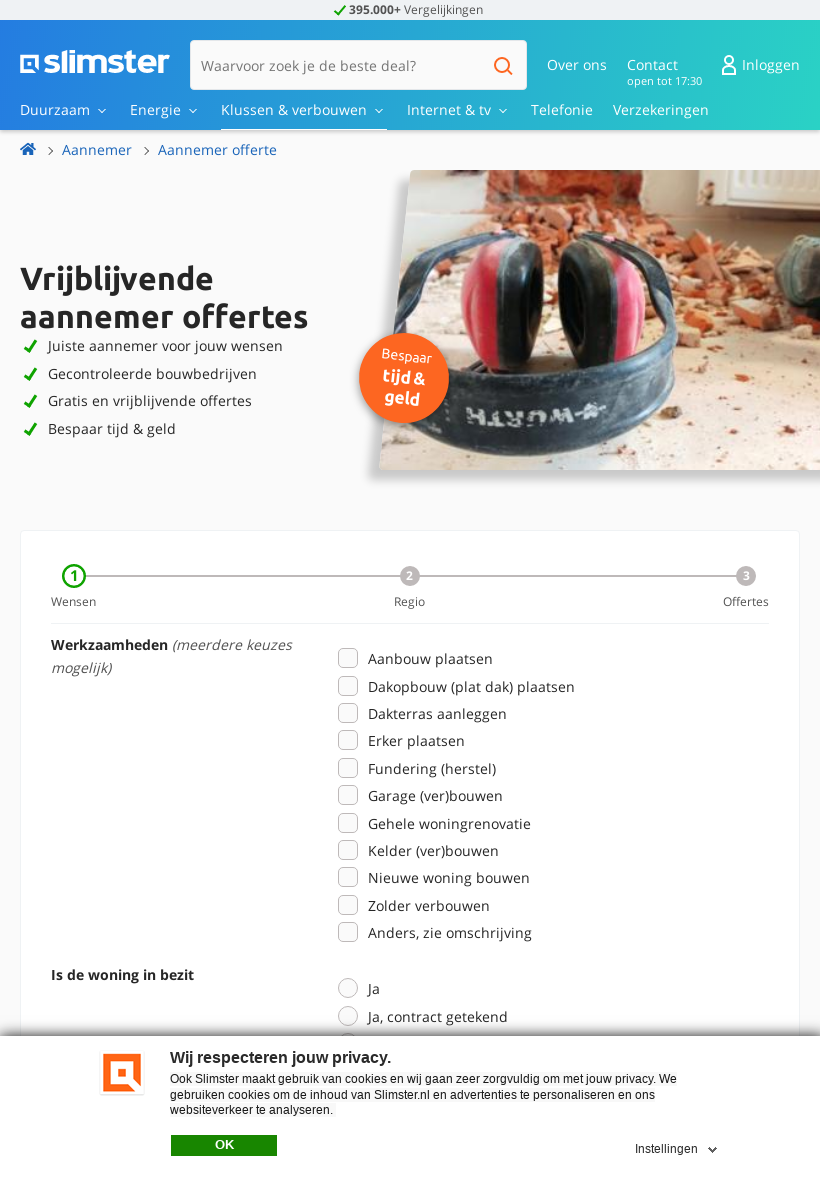 395.000+ Vergelijkingen
slimster
Waarvoor zoek je de beste deal?
Over ons
Contact
open tot 17:30
Inloggen
Duurzaam
Energie
Klussen & verbouwen
Internet & tv
Telefonie
Verzekeringen
Aannemer
Aannemer offerte
Vrijblijvende
aannemer offertes
Juiste aannemer voor jouw wensen
Gecontroleerde bouwbedrijven
Gratis en vrijblijvende offertes
Bespaar tijd & geld
Bespaar
tijd &
geld
WÜRTH
1
2
3
Wensen
Regio
Offertes
Werkzaamheden (meerdere keuzes
mogelijk)
Aanbouw plaatsen
Dakopbouw (plat dak) plaatsen
Dakterras aanleggen
Erker plaatsen
Fundering (herstel)
Garage (ver)bouwen
Gehele woningrenovatie
Kelder (ver)bouwen
Nieuwe woning bouwen
Zolder verbouwen
Anders, zie omschrijving
Is de woning in bezit
Ja
Ja, contract getekend
Wij respecteren jouw privacy.
Ook Slimster maakt gebruik van cookies en wij gaan zeer zorgvuldig om met jouw privacy. We
gebruiken cookies om de inhoud van Slimster.nl en advertenties te personaliseren en ons
websiteverkeer te analyseren.
OK
Instellingen